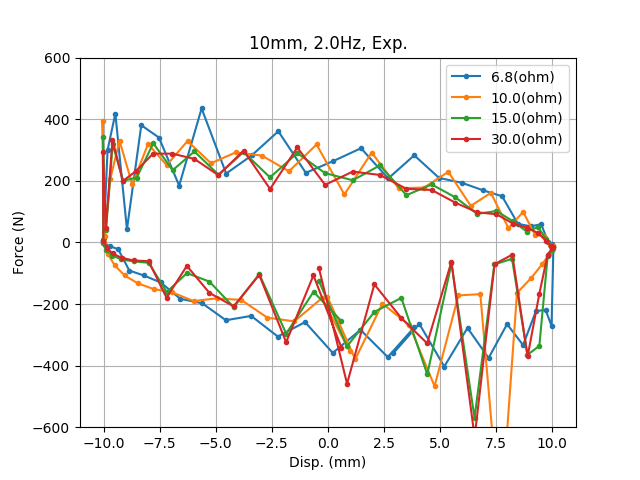 10mm, 2.0Hz, Exp.
6.8(ohm)
10.0(ohm)
15.0(ohm)
30.0(ohm)
600
400
200
0
−200
−400
−600
Force (N)
−10.0 −7.5 −5.0 −2.5 0.0 2.5 5.0 7.5 10.0
Disp. (mm)